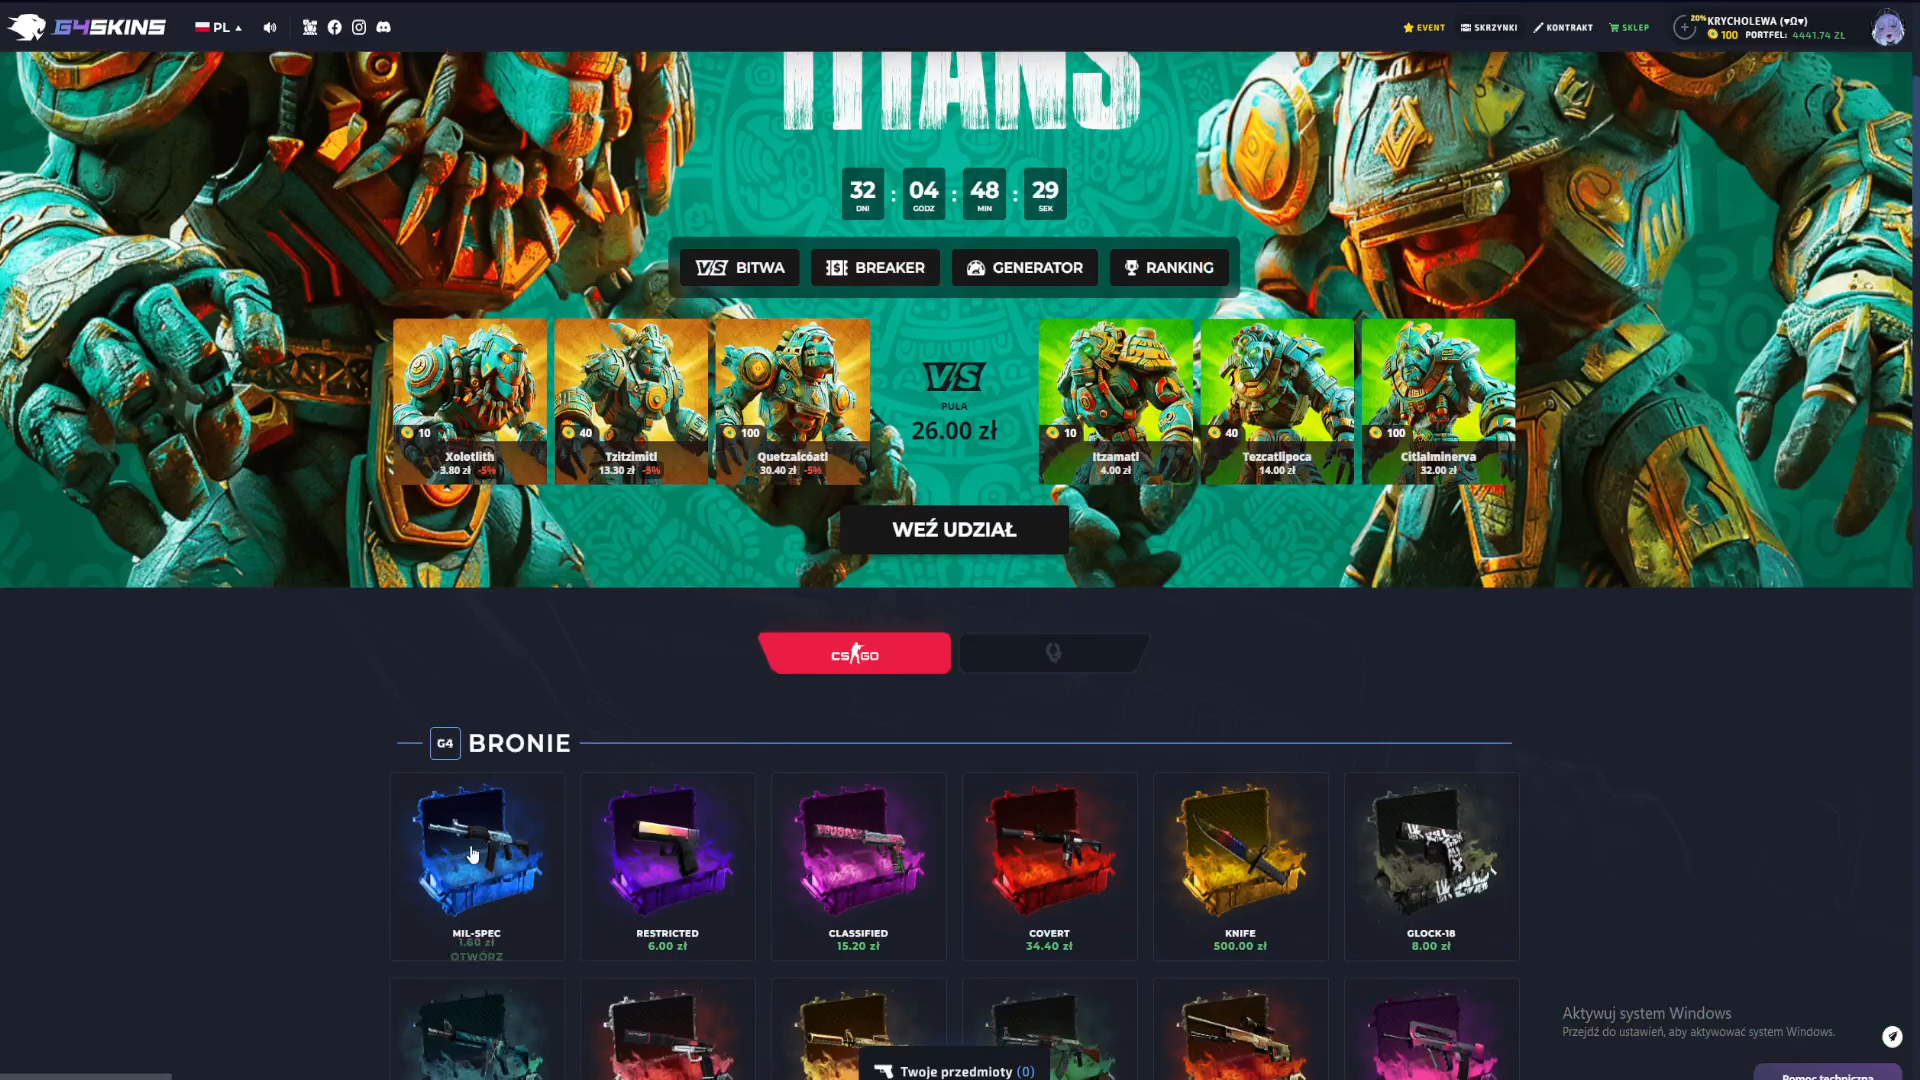 G4SKINS
PL
EVENT
SKRZYNKI
KONTRAKT
SKLEP
20%
KRYCHOLEWA (▾Ω▾)
100 PORTFEL: 4441.74 ZŁ
TITANS
32 : 04 : 48 : 29
DNI GODZ MIN SEK
VS BITWA
BREAKER
GENERATOR
RANKING
10
Xolotlith
3.80 zł -5%
40
Tzitzimitl
13.30 zł -5%
100
Quetzalcóatl
30.40 zł -5%
VS
PULA
26.00 zł
10
Itzamatl
4.00 zł
40
Tezcatlipoca
14.00 zł
100
Citlalminerva
32.00 zł
WEŹ UDZIAŁ
CS GO
G4 BRONIE
MIL-SPEC
1.60 zł
OTWÓRZ
RESTRICTED
6.00 zł
CLASSIFIED
15.20 zł
COVERT
34.40 zł
KNIFE
500.00 zł
GLOCK-18
8.00 zł
Aktywuj system Windows
Przejdź do ustawień, aby aktywować system Windows.
Twoje przedmioty (0)
Pomoc techniczna